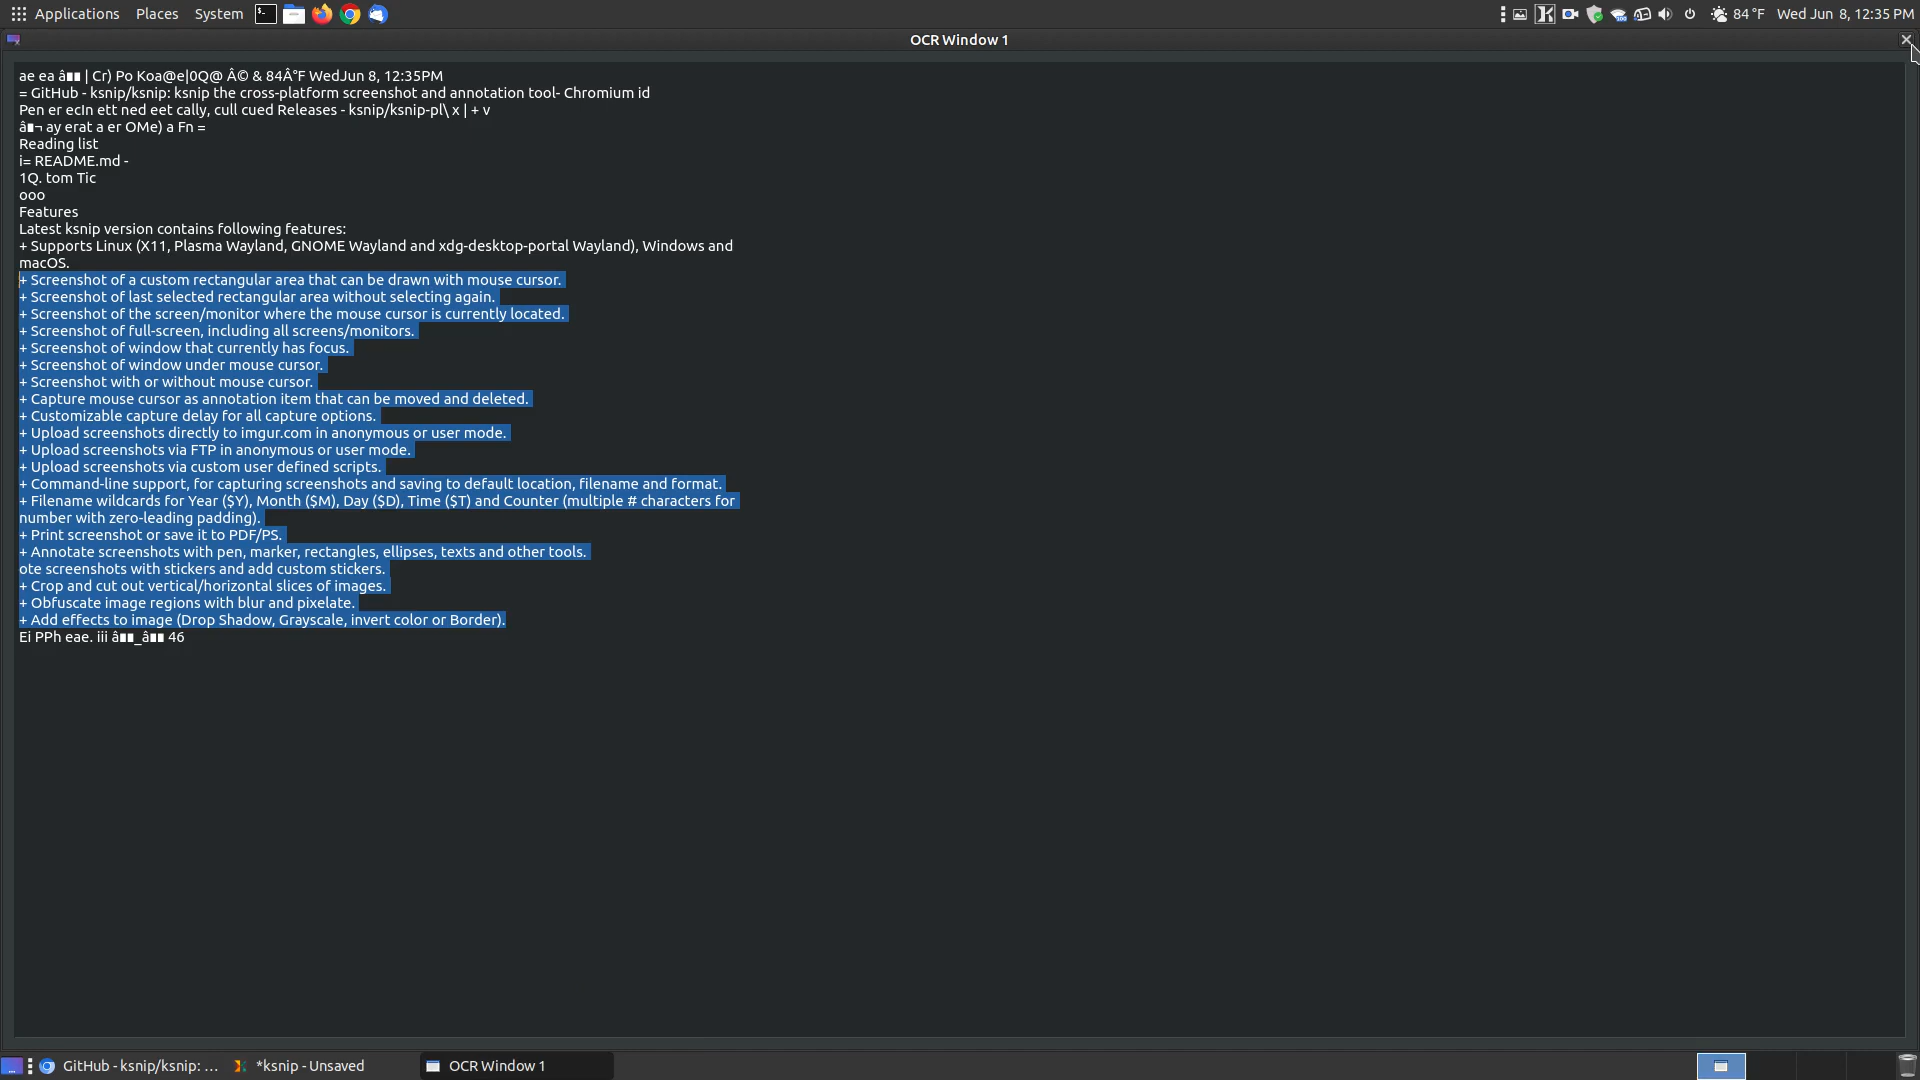 Applications Places System
84 °F Wed Jun 8, 12:35 PM
OCR Window 1
ae ea â | Cr) Po Koa@e|0Q@ Â© & 84Â°F WedJun 8, 12:35PM
= GitHub - ksnip/ksnip: ksnip the cross-platform screenshot and annotation tool- Chromium id
Pen er ecIn ett ned eet cally, cull cued Releases - ksnip/ksnip-pl\ x | + v
â¬ ay erat a er OMe) a Fn =
Reading list
i= README.md -
1Q. tom Tic
ooo
Features
Latest ksnip version contains following features:
+ Supports Linux (X11, Plasma Wayland, GNOME Wayland and xdg-desktop-portal Wayland), Windows and
macOS.
+ Screenshot of a custom rectangular area that can be drawn with mouse cursor.
+ Screenshot of last selected rectangular area without selecting again.
+ Screenshot of the screen/monitor where the mouse cursor is currently located.
+ Screenshot of full-screen, including all screens/monitors.
+ Screenshot of window that currently has focus.
+ Screenshot of window under mouse cursor.
+ Screenshot with or without mouse cursor.
+ Capture mouse cursor as annotation item that can be moved and deleted.
+ Customizable capture delay for all capture options.
+ Upload screenshots directly to imgur.com in anonymous or user mode.
+ Upload screenshots via FTP in anonymous or user mode.
+ Upload screenshots via custom user defined scripts.
+ Command-line support, for capturing screenshots and saving to default location, filename and format.
+ Filename wildcards for Year ($Y), Month ($M), Day ($D), Time ($T) and Counter (multiple # characters for
number with zero-leading padding).
+ Print screenshot or save it to PDF/PS.
+ Annotate screenshots with pen, marker, rectangles, ellipses, texts and other tools.
ote screenshots with stickers and add custom stickers.
+ Crop and cut out vertical/horizontal slices of images.
+ Obfuscate image regions with blur and pixelate.
+ Add effects to image (Drop Shadow, Grayscale, invert color or Border).
Ei PPh eae. iii â_â 46
GitHub - ksnip/ksnip: ... *ksnip - Unsaved OCR Window 1